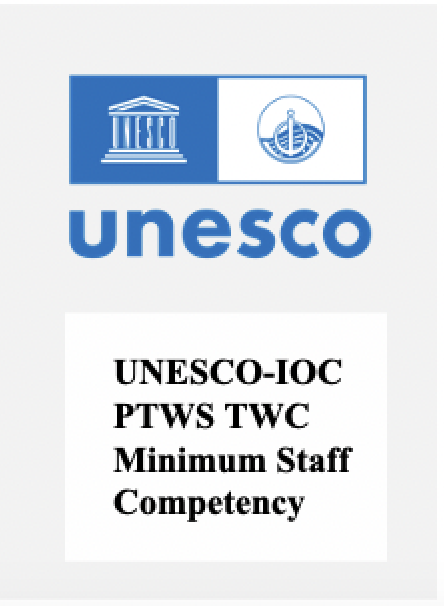 UNESCO
unesco
UNESCO-IOC
PTWS TWC
Minimum Staff
Competency